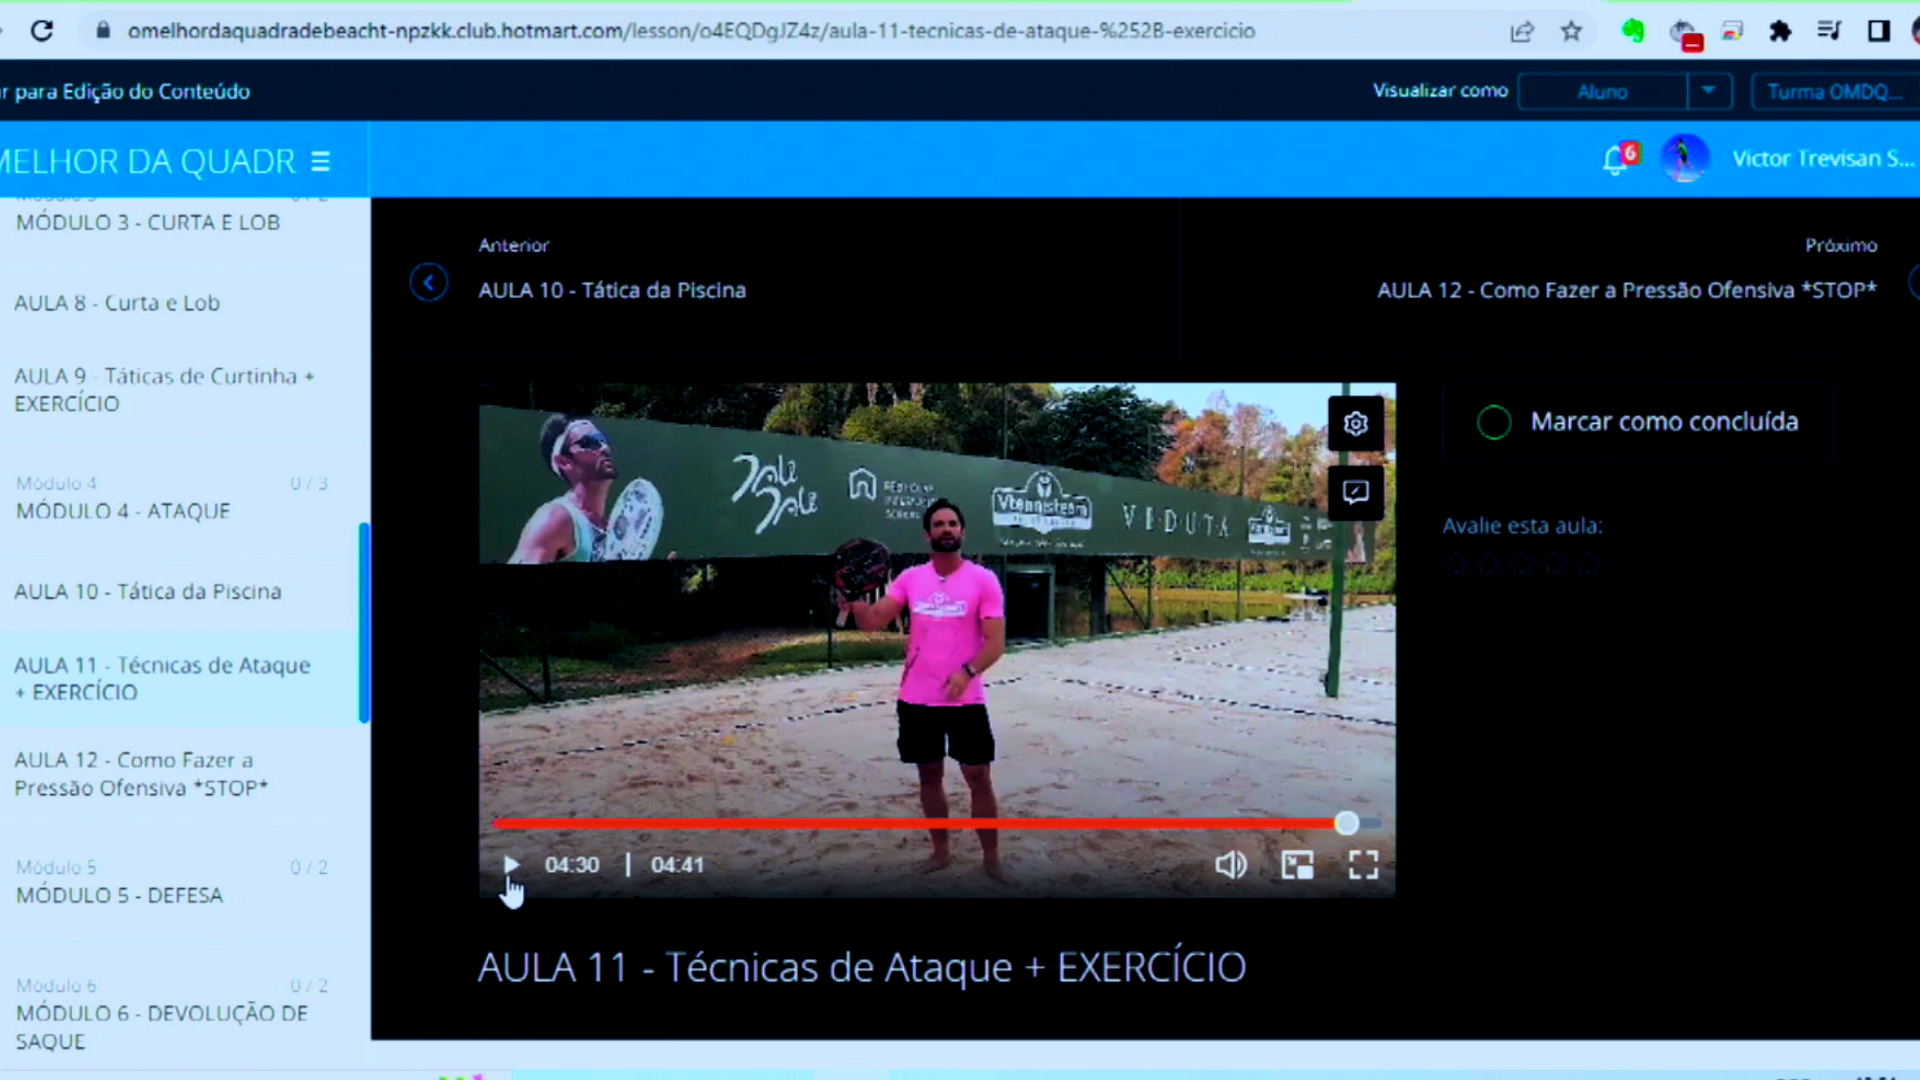 omelhordaquadradebeacht-npzkk.club.hotmart.com/lesson/o4EQDgJZ4z/aula-11-tecnicas-de-ataque-%252B-exercicio
r para Edição do Conteúdo
Visualizar como
Aluno
Turma OMDQ...
MELHOR DA QUADR
6
Victor Trevisan S...
MÓDULO 3 - CURTA E LOB
AULA 8 - Curta e Lob
AULA 9 - Táticas de Curtinha +
EXERCÍCIO
Módulo 4
0 / 3
MÓDULO 4 - ATAQUE
AULA 10 - Tática da Piscina
AULA 11 - Técnicas de Ataque
+ EXERCÍCIO
AULA 12 - Como Fazer a
Pressão Ofensiva *STOP*
Módulo 5
0 / 2
MÓDULO 5 - DEFESA
Módulo 6
0 / 2
MÓDULO 6 - DEVOLUÇÃO DE
SAQUE
Anterior
AULA 10 - Tática da Piscina
Próximo
AULA 12 - Como Fazer a Pressão Ofensiva *STOP*
Vtennisteam
VEDUTA
04:30 | 04:41
Marcar como concluída
Avalie esta aula:
AULA 11 - Técnicas de Ataque + EXERCÍCIO